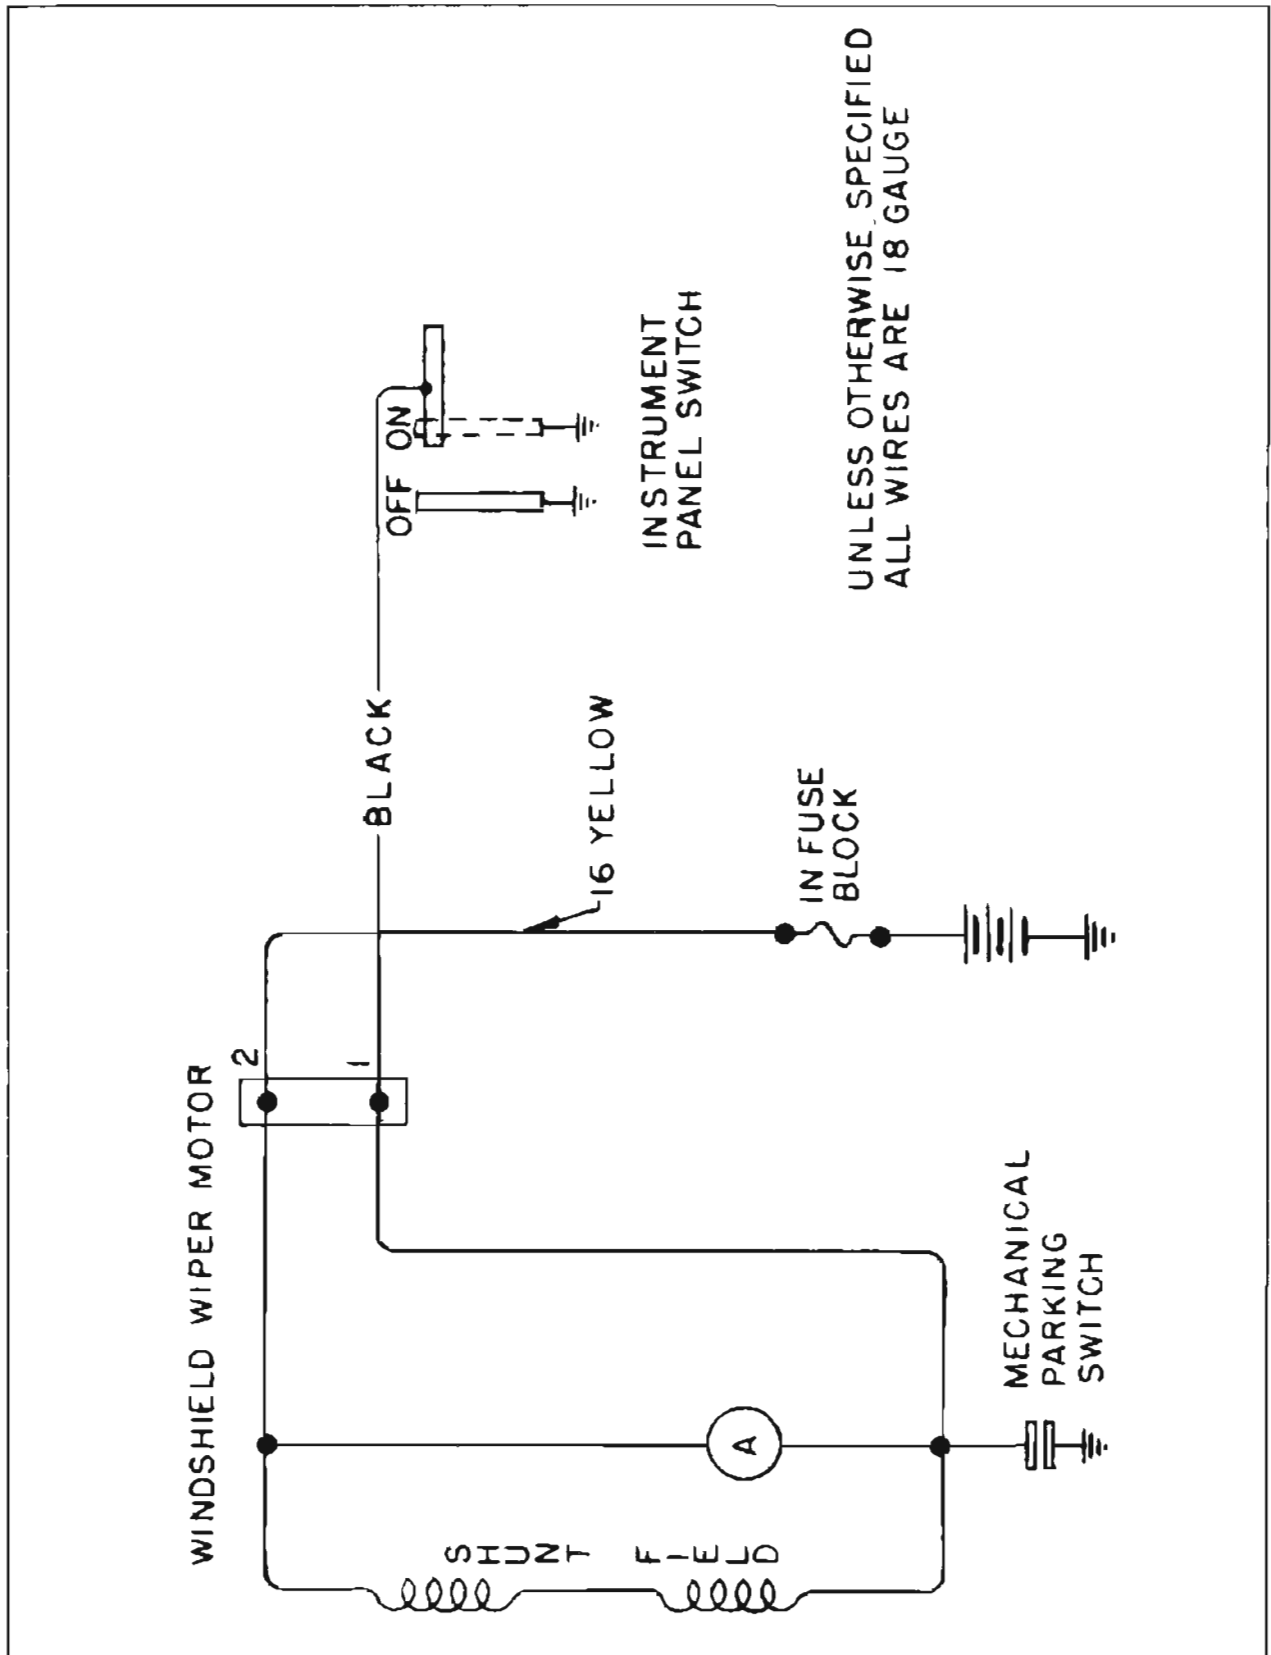 WINDSHIELD WIPER MOTOR
2
1
BLACK
OFF ON
INSTRUMENT
PANEL SWITCH
16 YELLOW
IN FUSE
BLOCK
SHUNT FIELD
A
MECHANICAL
PARKING
SWITCH
UNLESS OTHERWISE SPECIFIED
ALL WIRES ARE 18 GAUGE